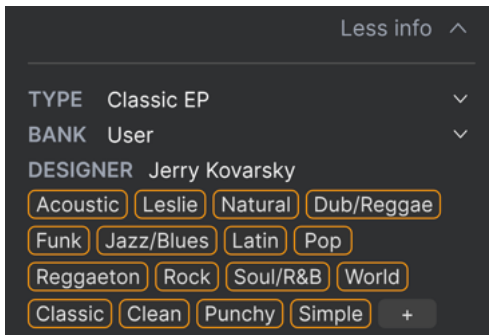 Less info
TYPE Classic EP
BANK User
DESIGNER Jerry Kovarsky
Acoustic Leslie Natural Dub/Reggae
Funk Jazz/Blues Latin Pop
Reggaeton Rock Soul/R&B World
Classic Clean Punchy Simple +